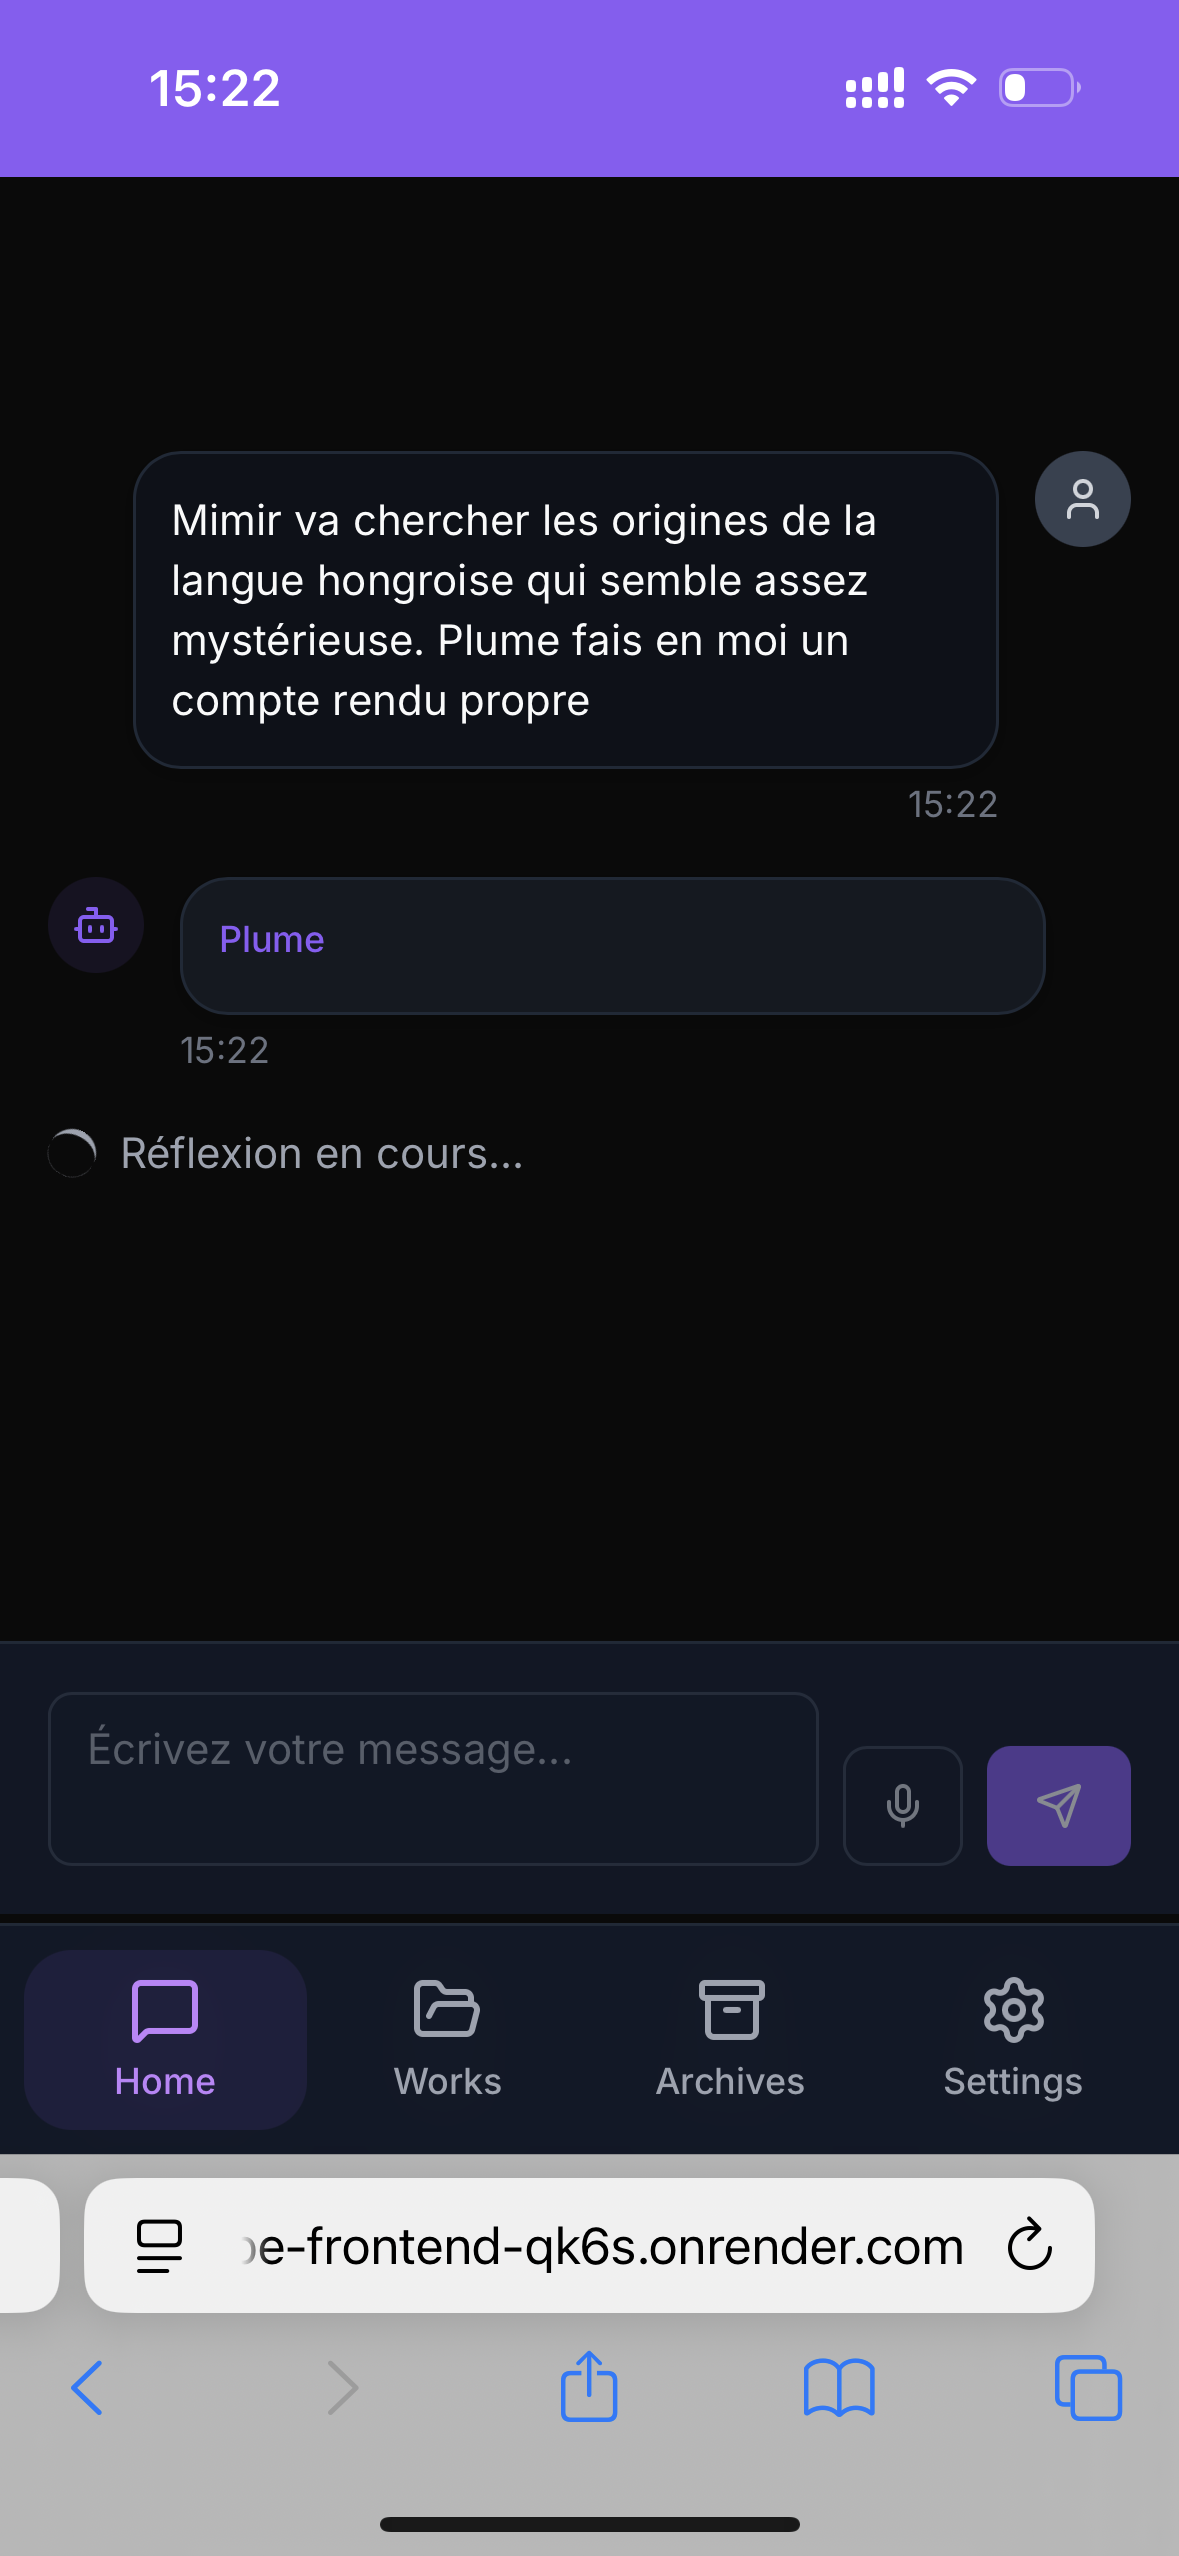 15:22
Mimir va chercher les origines de la
langue hongroise qui semble assez
mystérieuse. Plume fais en moi un
compte rendu propre
15:22
Plume
15:22
Réflexion en cours...
Écrivez votre message...
Home
Works
Archives
Settings
e-frontend-qk6s.onrender.com